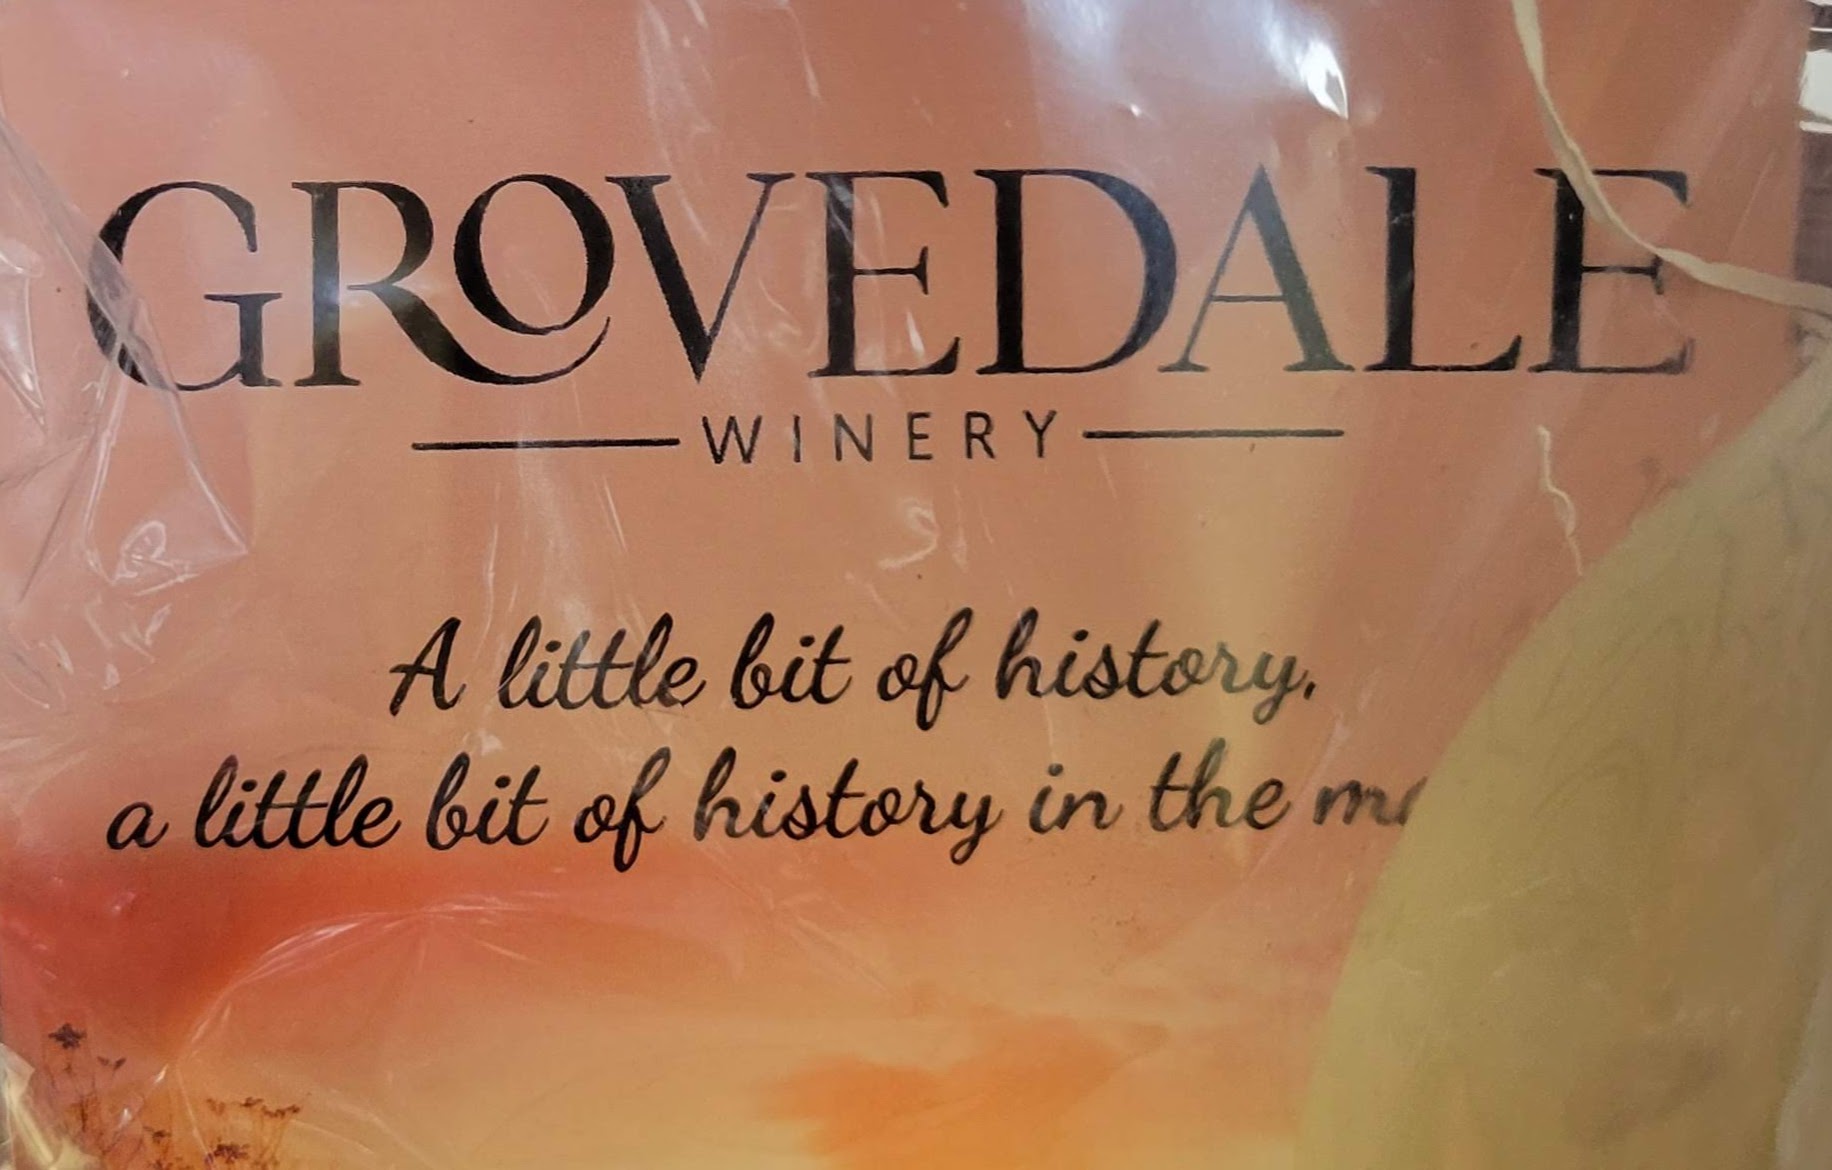 GROVEDALE
WINERY
A little bit of history,
a little bit of history in the